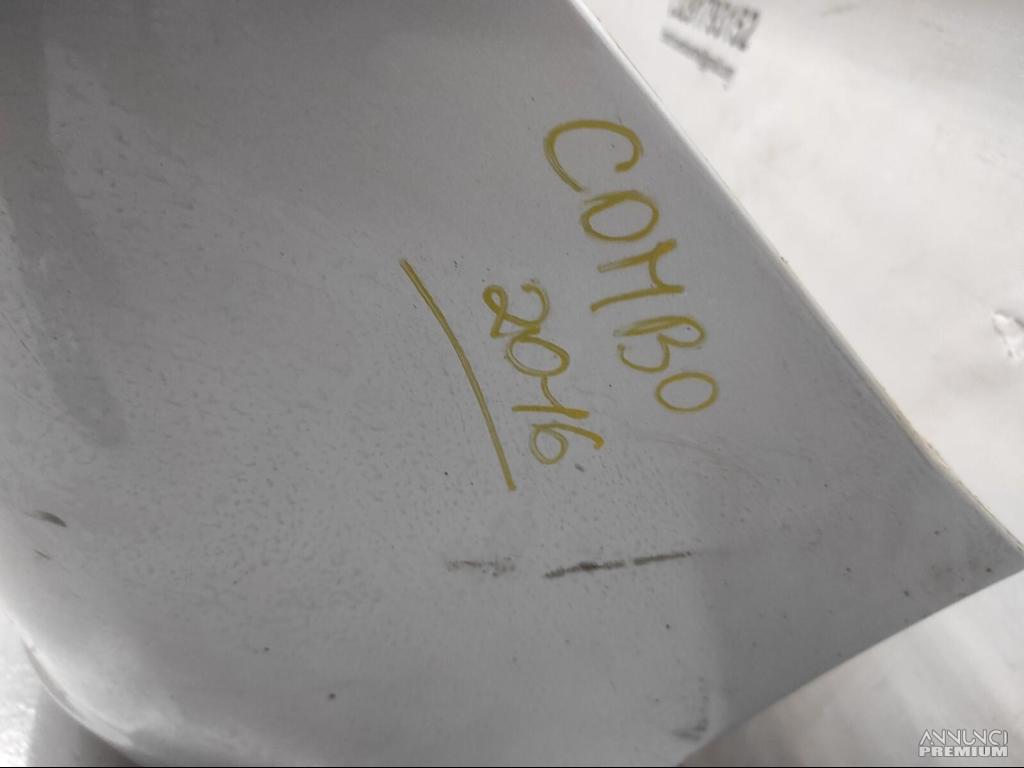 COMBO
2016
ANNUNCI
PREMIUM